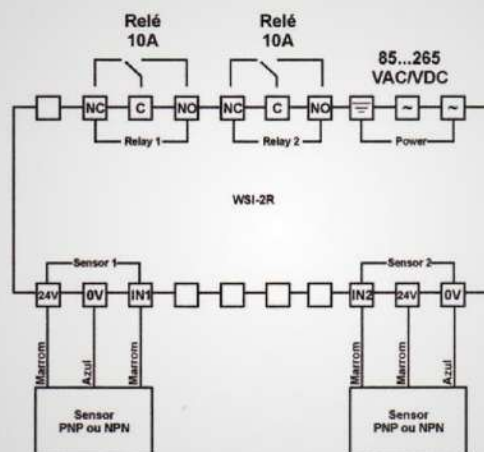 Relé
10A
Relé
10A
85...265
VAC/VDC
NC C NO NC C NO ~ ~
Relay 1 Relay 2 Power
WSI-2R
Sensor 1 Sensor 2
24V 0V IN1 IN2 24V 0V
Marrom Azul Marrom Marrom Marrom Azul
Sensor
PNP ou NPN
Sensor
PNP ou NPN